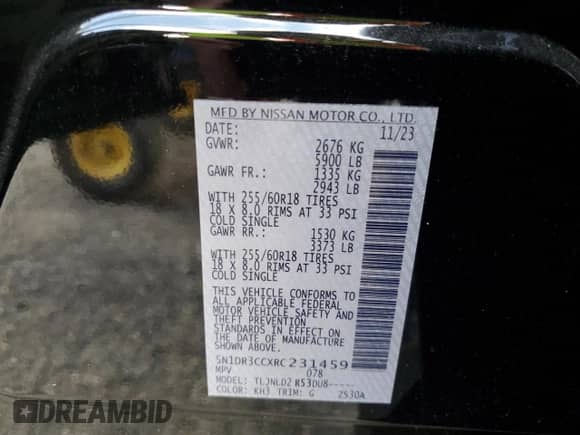 MFD BY NISSAN MOTOR CO., LTD.
DATE: 11/23
GVWR: 2676 KG
5900 LB
GAWR FR.: 1335 KG
2943 LB
WITH 255/60R18 TIRES
18 X 8.0 RIMS AT 33 PSI
COLD SINGLE
GAWR RR.: 1530 KG
3373 LB
WITH 255/60R18 TIRES
18 X 8.0 RIMS AT 33 PSI
COLD SINGLE
THIS VEHICLE CONFORMS TO
ALL APPLICABLE FEDERAL
MOTOR VEHICLE SAFETY AND
THEFT PREVENTION
STANDARDS IN EFFECT ON
THE DATE OF MANUFACTURE
SHOWN ABOVE.
5N1DR3CCXRC231459
MPV 078
MODEL: TLJNLDZ R53DU8-----
COLOR: KH3 TRIM: G 2530A
DREAMBID